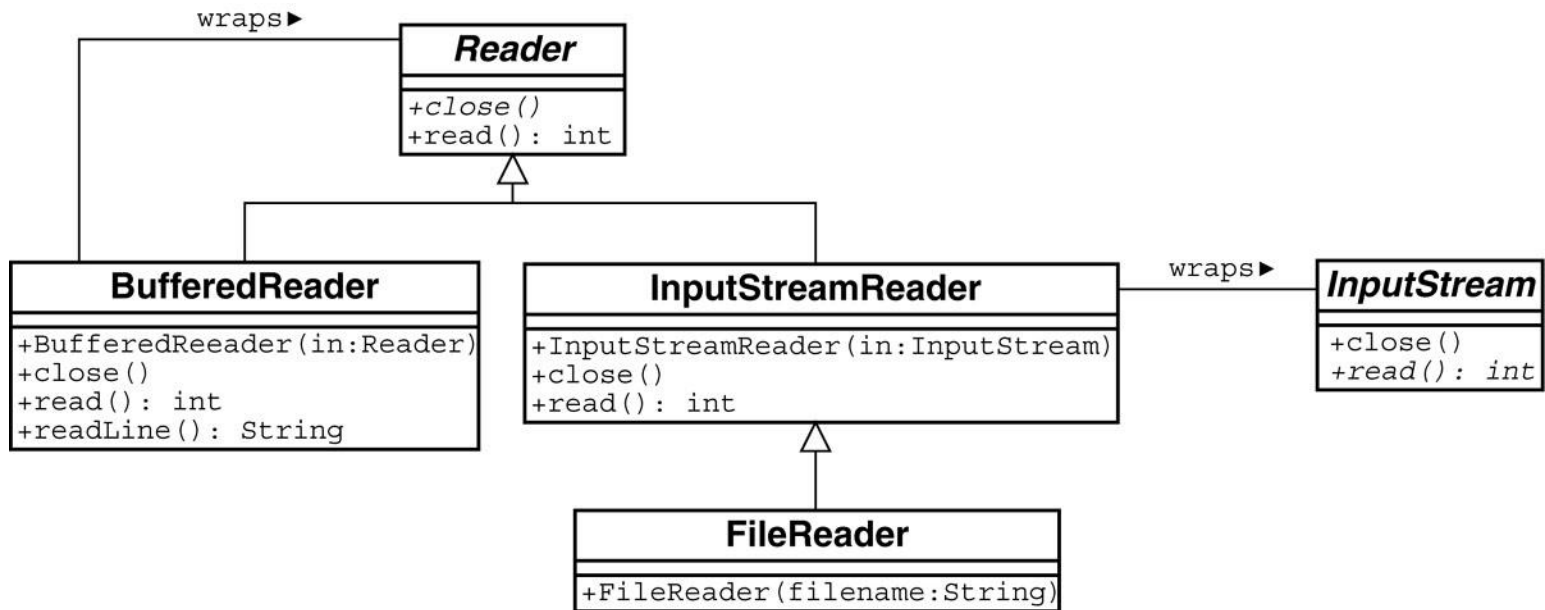 wraps►
Reader
+close()
+read(): int
BufferedReader
+BufferedReeader(in:Reader)
+close()
+read(): int
+readLine(): String
InputStreamReader
+InputStreamReader(in:InputStream)
+close()
+read(): int
wraps►
InputStream
+close()
+read(): int
FileReader
+FileReader(filename:String)